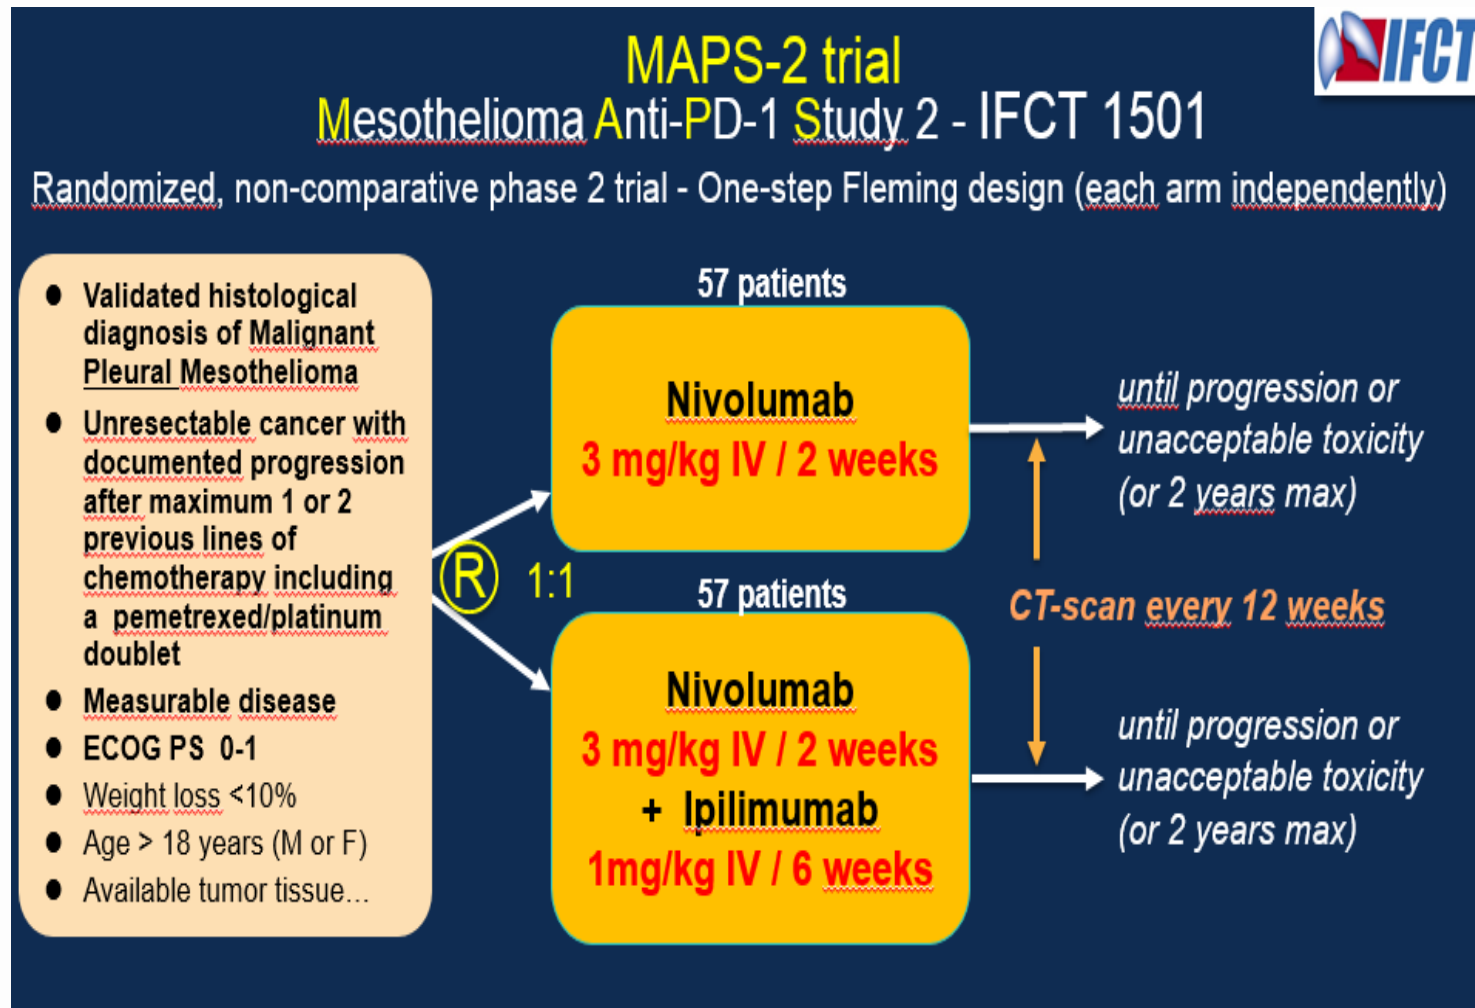 IFCT
MAPS-2 trial
Mesothelioma Anti-PD-1 Study 2 - IFCT 1501
Randomized, non-comparative phase 2 trial - One-step Fleming design (each arm independently)
● Validated histological
diagnosis of Malignant
Pleural Mesothelioma
● Unresectable cancer with
documented progression
after maximum 1 or 2
previous lines of
chemotherapy including
a pemetrexed/platinum
doublet
● Measurable disease
● ECOG PS 0-1
● Weight loss <10%
● Age > 18 years (M or F)
● Available tumor tissue…
R 1:1
57 patients
Nivolumab
3 mg/kg IV / 2 weeks
until progression or
unacceptable toxicity
(or 2 years max)
CT-scan every 12 weeks
57 patients
Nivolumab
3 mg/kg IV / 2 weeks
+ Ipilimumab
1mg/kg IV / 6 weeks
until progression or
unacceptable toxicity
(or 2 years max)